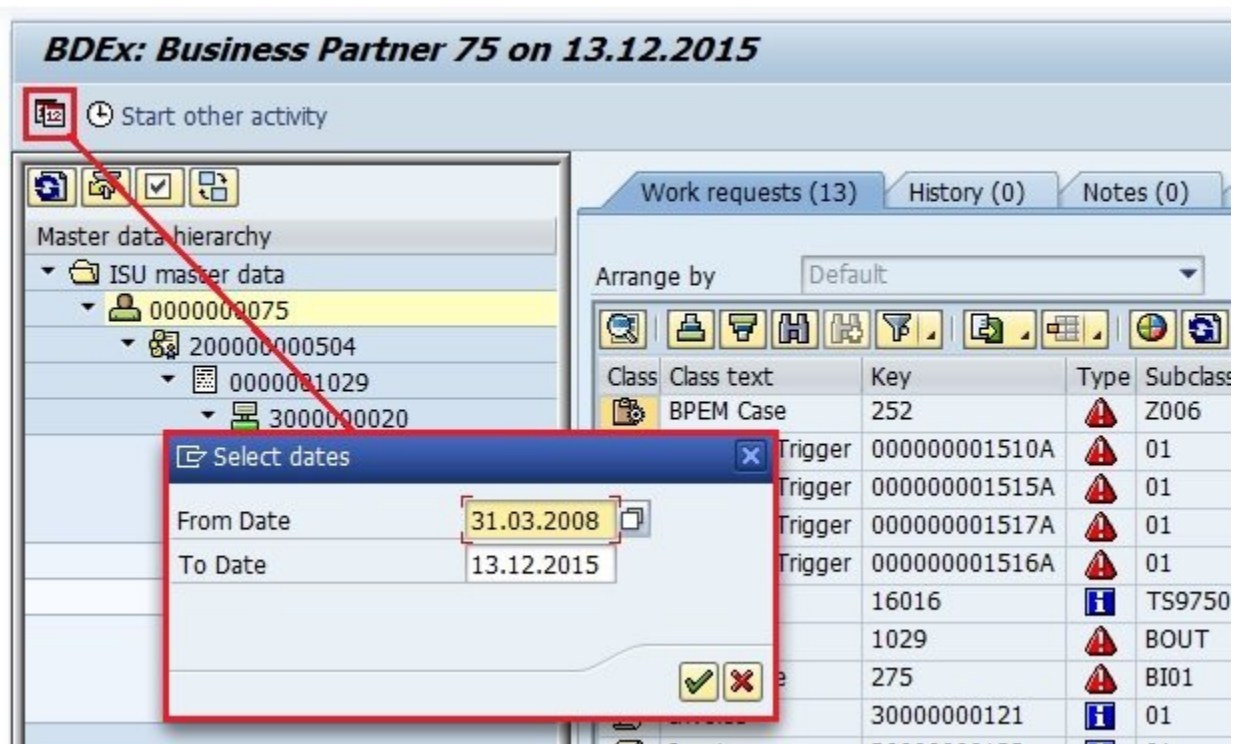 BDEx: Business Partner 75 on 13.12.2015
12 Start other activity
Work requests (13) History (0) Notes (0)
Master data hierarchy
ISU master data
Arrange by Default
0000000075
200000000504
0000081029
3000000020
Class Class text Key Type Subclass
BPEM Case 252 Z006
Trigger 000000001510A 01
Trigger 000000001515A 01
Trigger 000000001517A 01
Trigger 000000001516A 01
16016 TS9750
1029 BOUT
275 BI01
30000000121 01
Select dates
From Date 31.03.2008
To Date 13.12.2015